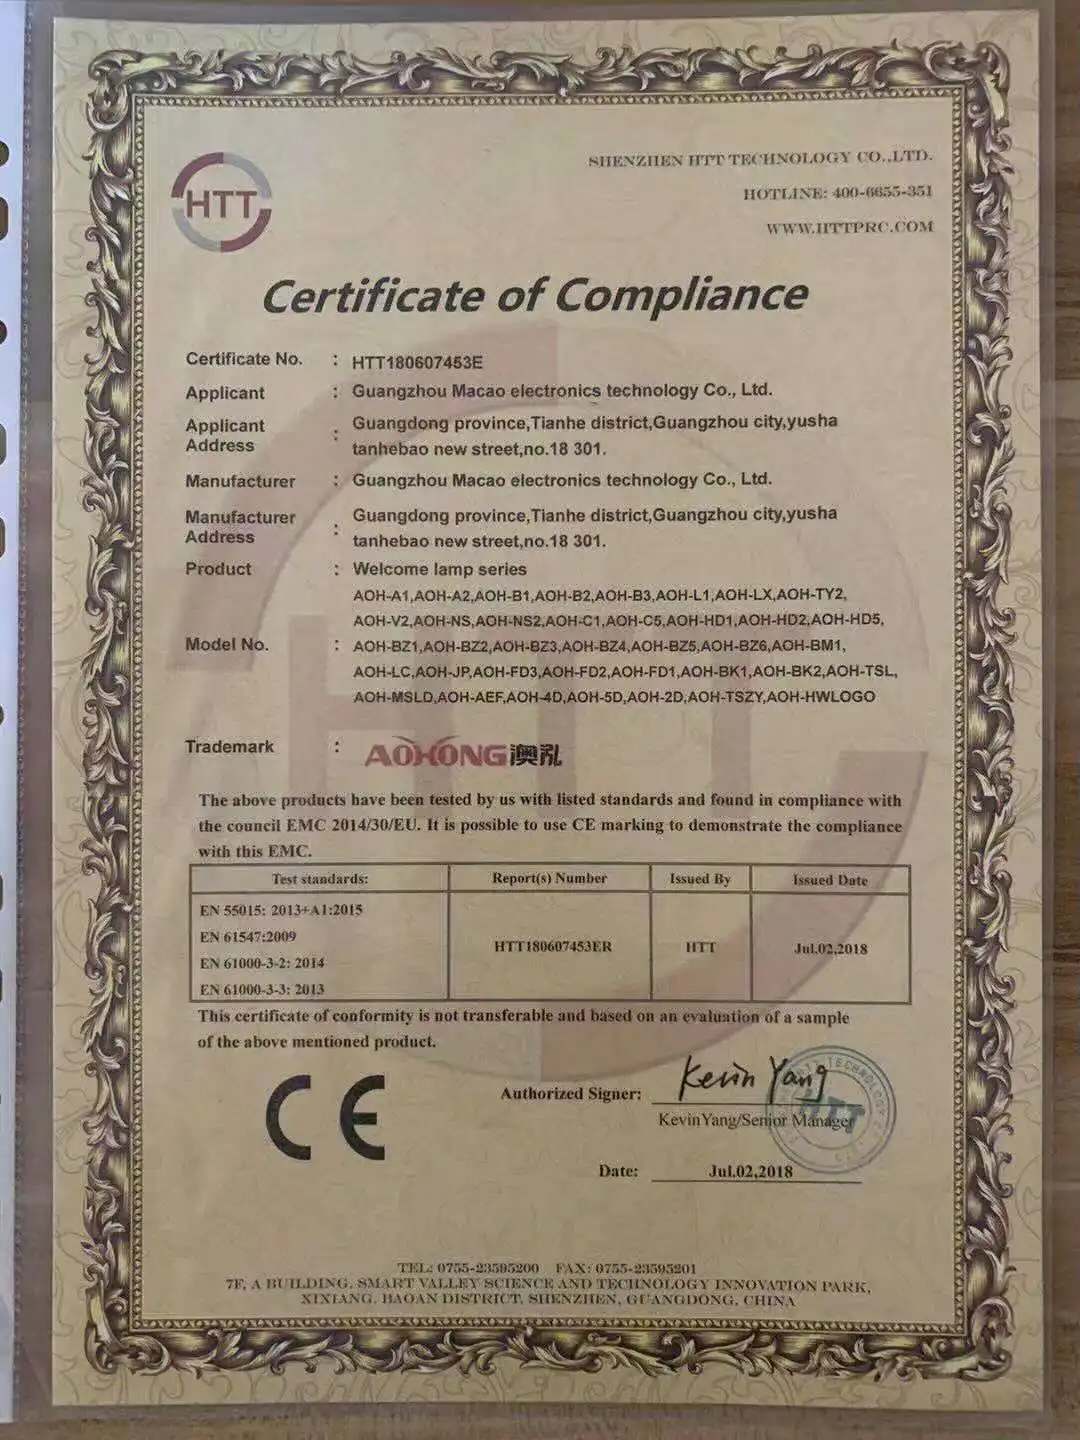 HTT
SHENZHEN HTT TECHNOLOGY CO.,LTD.
HOTLINE: 400-6655-351
WWW.HTTPRC.COM
Certificate of Compliance
Certificate No. : HTT180607453E
Applicant : Guangzhou Macao electronics technology Co., Ltd.
Applicant Address : Guangdong province,Tianhe district,Guangzhou city,yusha
tanhebao new street,no.18 301.
Manufacturer : Guangzhou Macao electronics technology Co., Ltd.
Manufacturer Address : Guangdong province,Tianhe district,Guangzhou city,yusha
tanhebao new street,no.18 301.
Product : Welcome lamp series
Model No. : AOH-A1,AOH-A2,AOH-B1,AOH-B2,AOH-B3,AOH-L1,AOH-LX,AOH-TY2,
AOH-V2,AOH-NS,AOH-NS2,AOH-C1,AOH-C5,AOH-HD1,AOH-HD2,AOH-HD5,
AOH-BZ1,AOH-BZ2,AOH-BZ3,AOH-BZ4,AOH-BZ5,AOH-BZ6,AOH-BM1,
AOH-LC,AOH-JP,AOH-FD3,AOH-FD2,AOH-FD1,AOH-BK1,AOH-BK2,AOH-TSL,
AOH-MSLD,AOH-AEF,AOH-4D,AOH-5D,AOH-2D,AOH-TSZY,AOH-HWLOGO
Trademark : AOHONG澳泓
The above products have been tested by us with listed standards and found in compliance with
the council EMC 2014/30/EU. It is possible to use CE marking to demonstrate the compliance
with this EMC.
Test standards: Report(s) Number Issued By Issued Date
EN 55015: 2013+A1:2015
EN 61547:2009
EN 61000-3-2: 2014
EN 61000-3-3: 2013
HTT180607453ER HTT Jul.02,2018
This certificate of conformity is not transferable and based on an evaluation of a sample
of the above mentioned product.
CE
Authorized Signer: Kevin Yang
KevinYang/Senior Manager
HTT
Date: Jul.02,2018
TEL: 0755-23595200 FAX: 0755-23595201
7F, A BUILDING, SMART VALLEY SCIENCE AND TECHNOLOGY INNOVATION PARK,
XIXIANG, BAOAN DISTRICT, SHENZHEN, GUANGDONG, CHINA